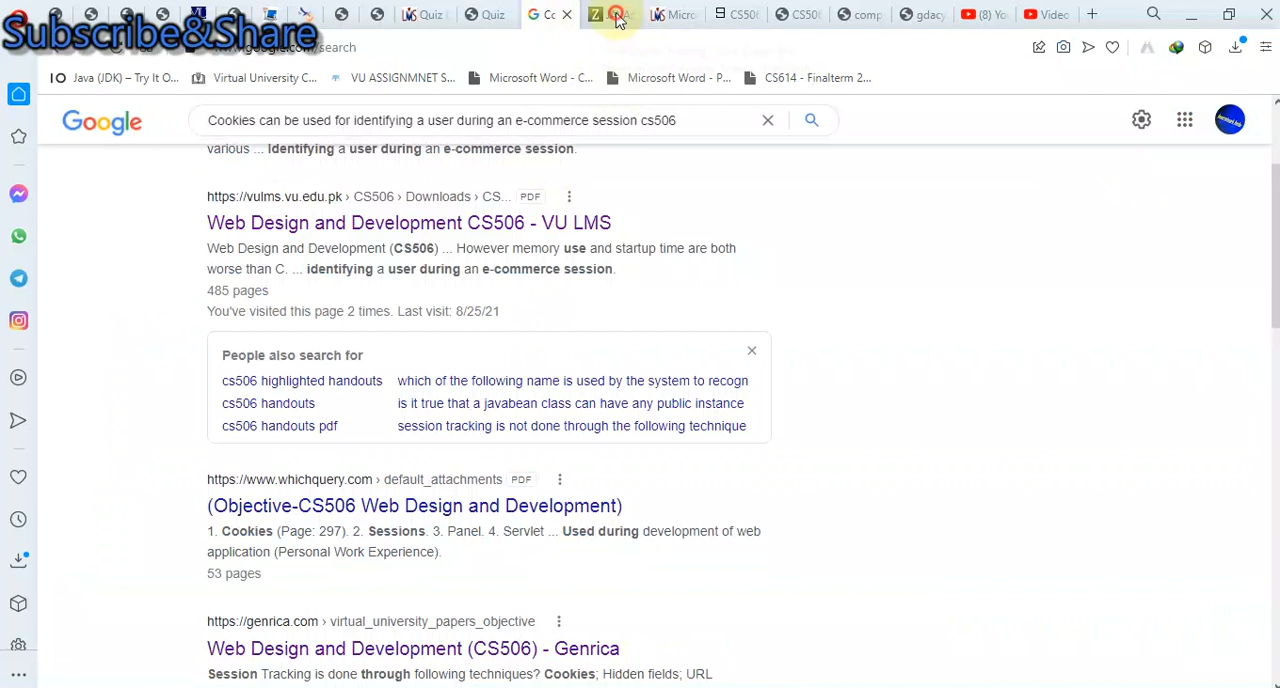 Quiz
Quiz
Co
Micro
CS506
CS506
comp
gdacy
(8) Yo
Video
Subscribe&Share
.google.com/search
Java (JDK) – Try It O...
Virtual University C...
VU ASSIGNMNET S...
Microsoft Word - C...
Microsoft Word - P...
CS614 - Finalterm 2...
Google
Cookies can be used for identifying a user during an e-commerce session cs506
various ... Identifying a user during an e-commerce session.
https://vulms.vu.edu.pk › CS506 › Downloads › CS... PDF
Web Design and Development CS506 - VU LMS
Web Design and Development (CS506) ... However memory use and startup time are both
worse than C. ... identifying a user during an e-commerce session.
485 pages
You've visited this page 2 times. Last visit: 8/25/21
People also search for
cs506 highlighted handouts
which of the following name is used by the system to recogn
cs506 handouts
is it true that a javabean class can have any public instance
cs506 handouts pdf
session tracking is not done through the following technique
https://www.whichquery.com › default_attachments PDF
(Objective-CS506 Web Design and Development)
1. Cookies (Page: 297). 2. Sessions. 3. Panel. 4. Servlet ... Used during development of web
application (Personal Work Experience).
53 pages
https://genrica.com › virtual_university_papers_objective
Web Design and Development (CS506) - Genrica
Session Tracking is done through following techniques? Cookies; Hidden fields; URL